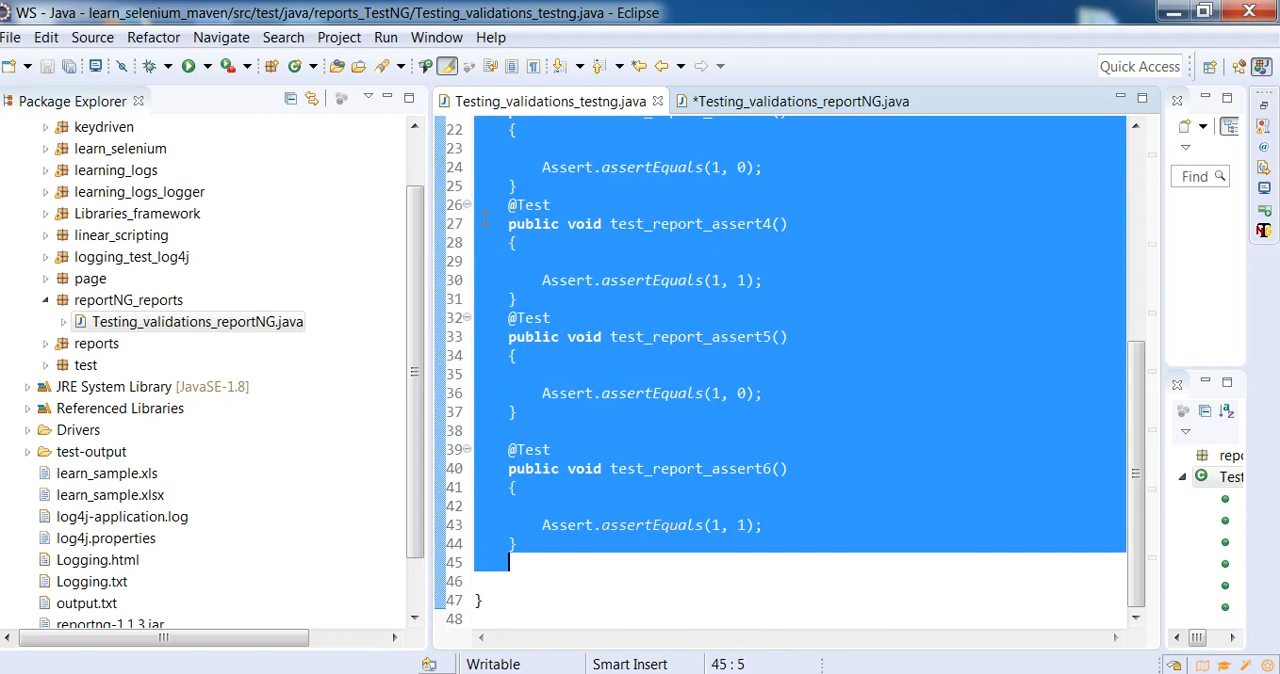 WS - Java - learn_selenium_maven/src/test/java/reports_TestNG/Testing_validations_testng.java - Eclipse
File Edit Source Refactor Navigate Search Project Run Window Help
Quick Access
Package Explorer
Testing_validations_testng.java
*Testing_validations_reportNG.java
keydriven
learn_selenium
learning_logs
learning_logs_logger
Libraries_framework
linear_scripting
logging_test_log4j
page
reportNG_reports
Testing_validations_reportNG.java
reports
test
JRE System Library [JavaSE-1.8]
Referenced Libraries
Drivers
test-output
learn_sample.xls
learn_sample.xlsx
log4j-application.log
log4j.properties
Logging.html
Logging.txt
output.txt
reportng-1.1.3.jar
22 {
23
24 Assert.assertEquals(1, 0);
25 }
26 @Test
27 public void test_report_assert4()
28 {
29
30 Assert.assertEquals(1, 1);
31 }
32 @Test
33 public void test_report_assert5()
34 {
35
36 Assert.assertEquals(1, 0);
37 }
38
39 @Test
40 public void test_report_assert6()
41 {
42
43 Assert.assertEquals(1, 1);
44 }
45
46
47 }
48
Find
repo
Test
Writable
Smart Insert
45 : 5